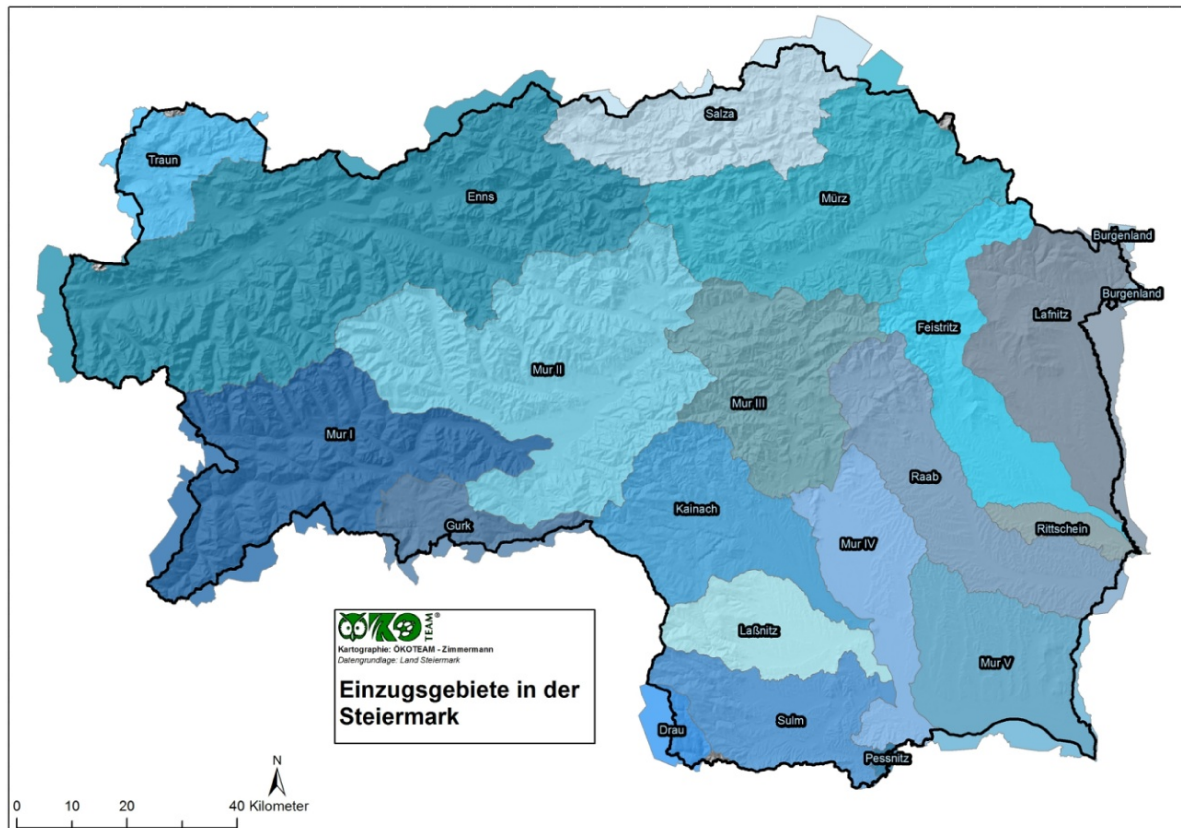 Salza
Traun
Enns
Mürz
Burgenland
Burgenland
Lafnitz
Feistritz
Mur II
Mur III
Mur I
Raab
Kainach
Gurk
Rittschein
Mur IV
Laßnitz
Mur V
Sulm
Drau
Pessnitz
ÖKO TEAM®
Kartographie: ÖKOTEAM - Zimmermann
Datengrundlage: Land Steiermark
Einzugsgebiete in der
Steiermark
N
0 10 20 40 Kilometer